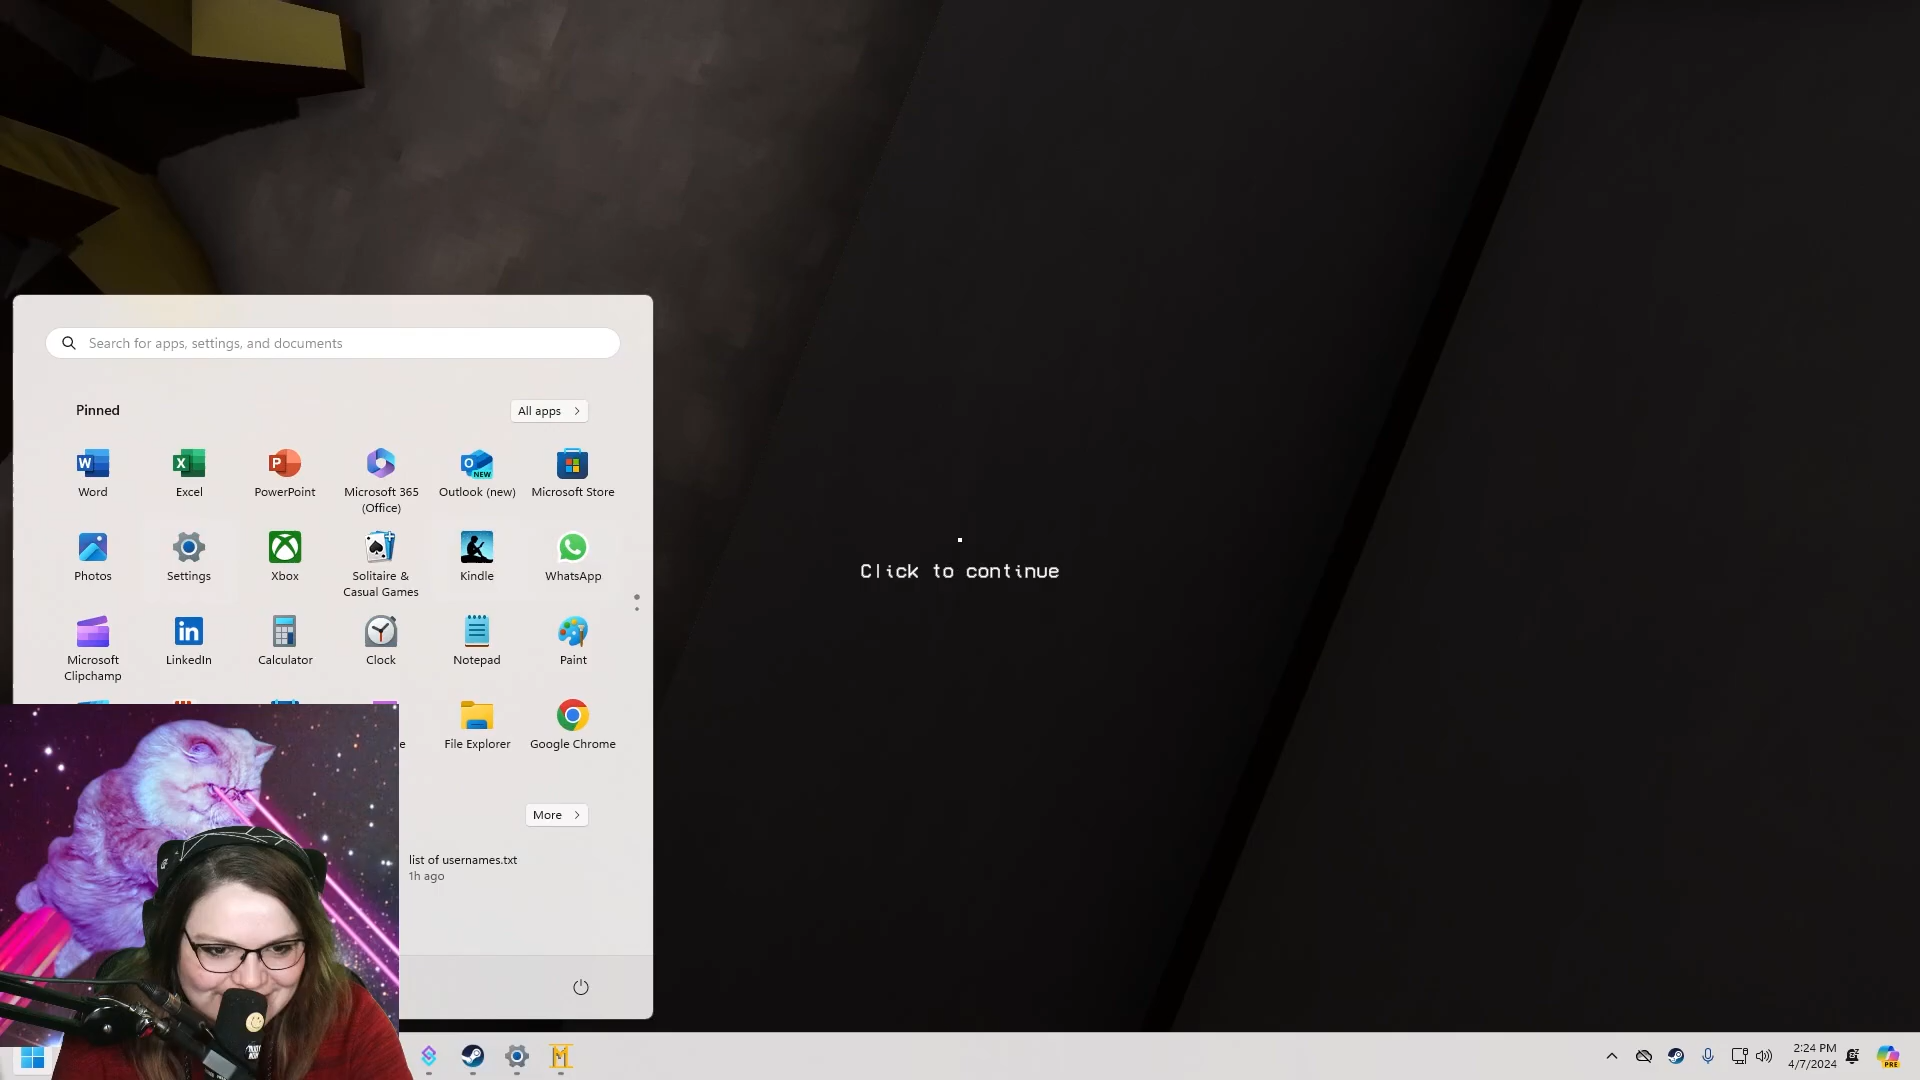 Search for apps, settings, and documents
Pinned
All apps
Word
Excel
PowerPoint
Microsoft 365
(Office)
Outlook (new)
Microsoft Store
Photos
Settings
Xbox
Solitaire &
Casual Games
Kindle
WhatsApp
Microsoft
Clipchamp
LinkedIn
Calculator
Clock
Notepad
Paint
File Explorer
Google Chrome
More
list of usernames.txt
1h ago
Click to continue
2:24 PM
4/7/2024